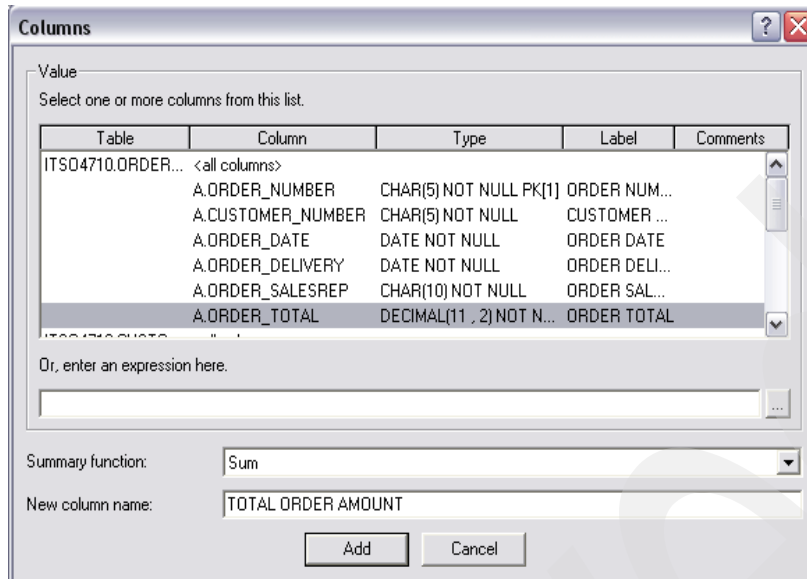 Columns
Value
Select one or more columns from this list.
Table Column Type Label Comments
ITSO4710.ORDER... <all columns>
A.ORDER_NUMBER CHAR(5) NOT NULL PK[1] ORDER NUM...
A.CUSTOMER_NUMBER CHAR(5) NOT NULL CUSTOMER ...
A.ORDER_DATE DATE NOT NULL ORDER DATE
A.ORDER_DELIVERY DATE NOT NULL ORDER DELI...
A.ORDER_SALESREP CHAR(10) NOT NULL ORDER SAL...
A.ORDER_TOTAL DECIMAL(11 , 2) NOT N... ORDER TOTAL
Or, enter an expression here.
...
Summary function: Sum
New column name: TOTAL ORDER AMOUNT
Add Cancel